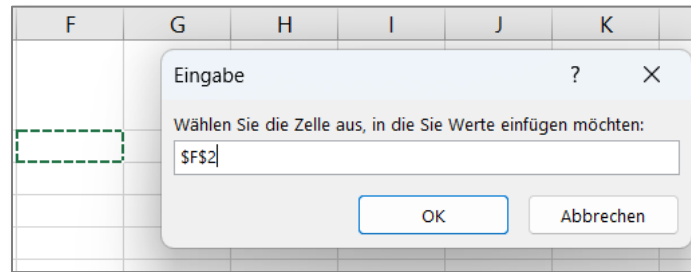 F G H I J K
Eingabe ? ×
Wählen Sie die Zelle aus, in die Sie Werte einfügen möchten:
$F$2
OK Abbrechen